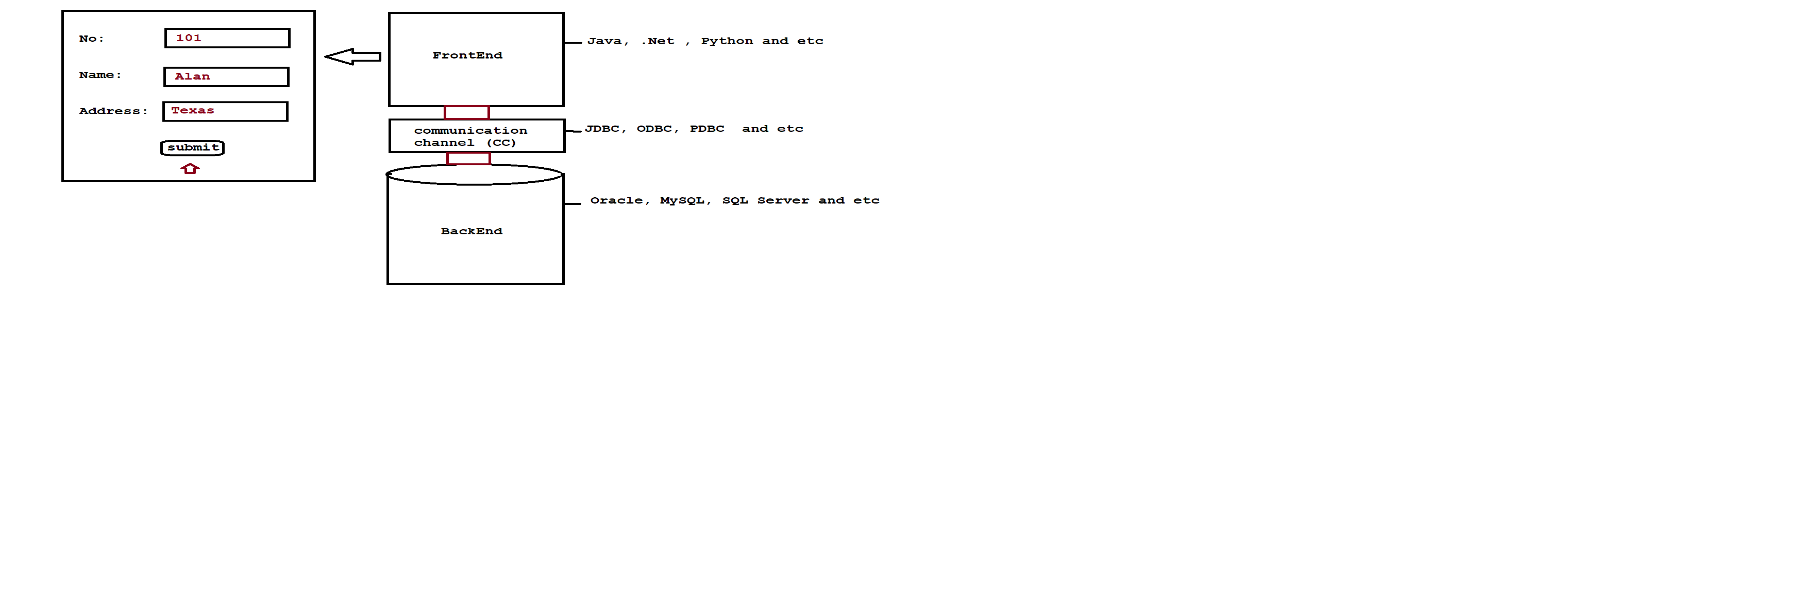 No: 101
Name: Alan
Address: Texas
submit
FrontEnd
Java, .Net , Python and etc
communication
channel (CC)
JDBC, ODBC, PDBC  and etc
BackEnd
Oracle, MySQL, SQL Server and etc